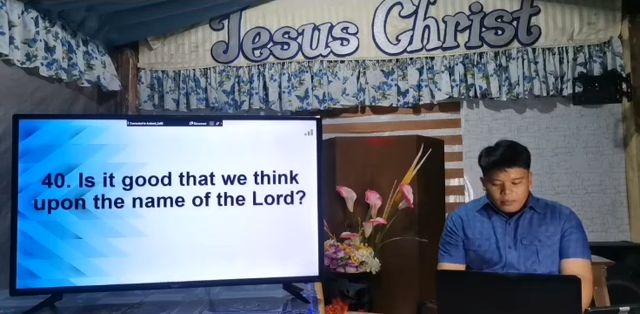 Jesus Christ
40. Is it good that we think
upon the name of the Lord?